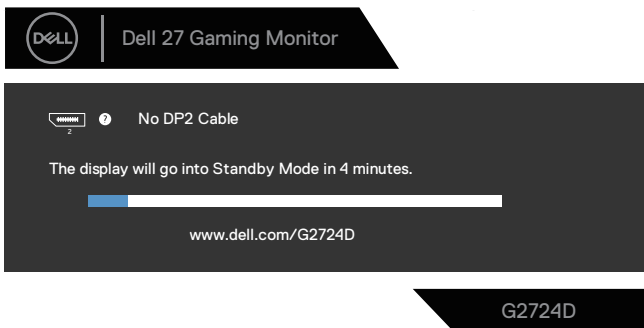 DELL
Dell 27 Gaming Monitor
? No DP2 Cable
2
The display will go into Standby Mode in 4 minutes.
www.dell.com/G2724D
G2724D